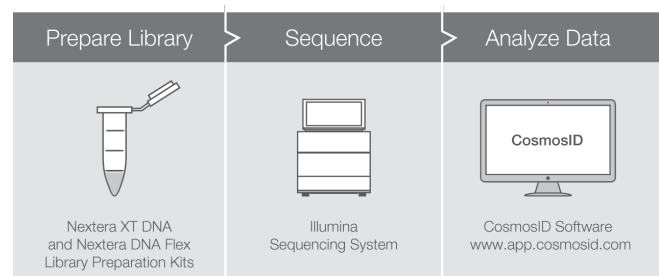 Prepare Library
Sequence
Analyze Data
CosmosID
Nextera XT DNA
and Nextera DNA Flex
Library Preparation Kits
Illumina
Sequencing System
CosmosID Software
www.app.cosmosid.com